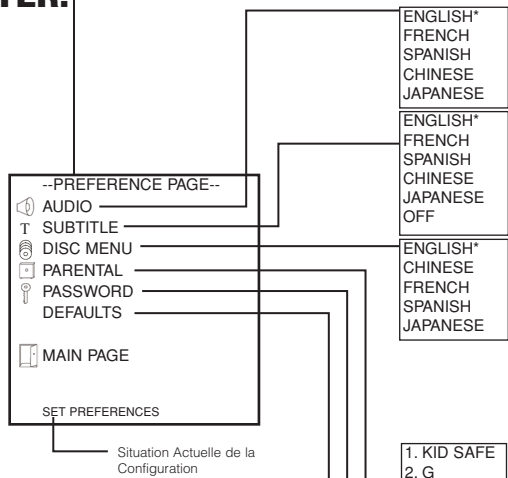 ENGLISH*
FRENCH
SPANISH
CHINESE
JAPANESE
ENGLISH*
FRENCH
SPANISH
CHINESE
JAPANESE
OFF
--PREFERENCE PAGE--
AUDIO
T SUBTITLE
DISC MENU
PARENTAL
PASSWORD
DEFAULTS
MAIN PAGE
SET PREFERENCES
ENGLISH*
CHINESE
FRENCH
SPANISH
JAPANESE
Situation Actuelle de la
Configuration
1. KID SAFE
2. G